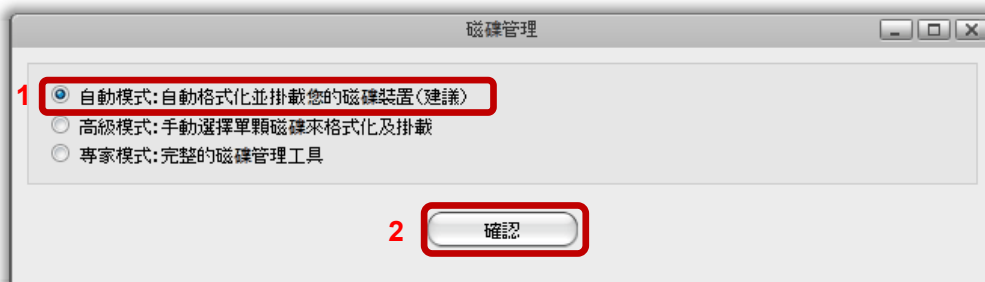 磁碟管理
1 自動模式:自動格式化並掛載您的磁碟裝置(建議)
高級模式:手動選擇單顆磁碟來格式化及掛載
專家模式:完整的磁碟管理工具
2 確認